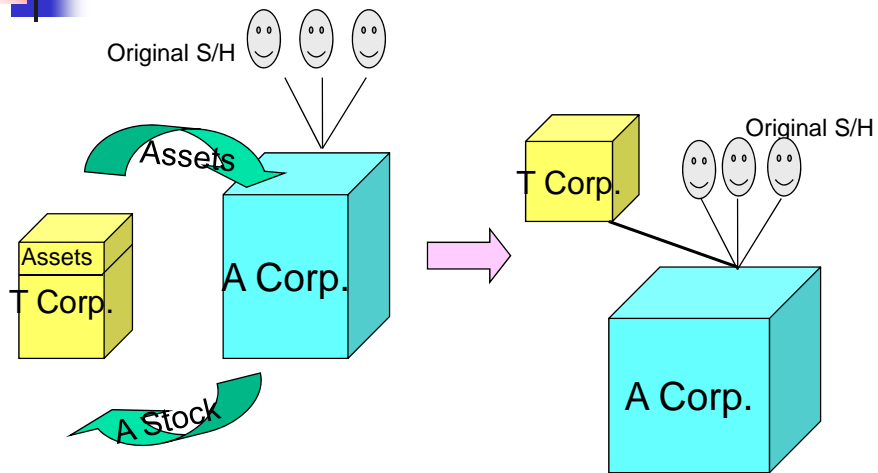 Original S/H
Assets
Assets
T Corp.
A Corp.
A Stock
Original S/H
T Corp.
A Corp.